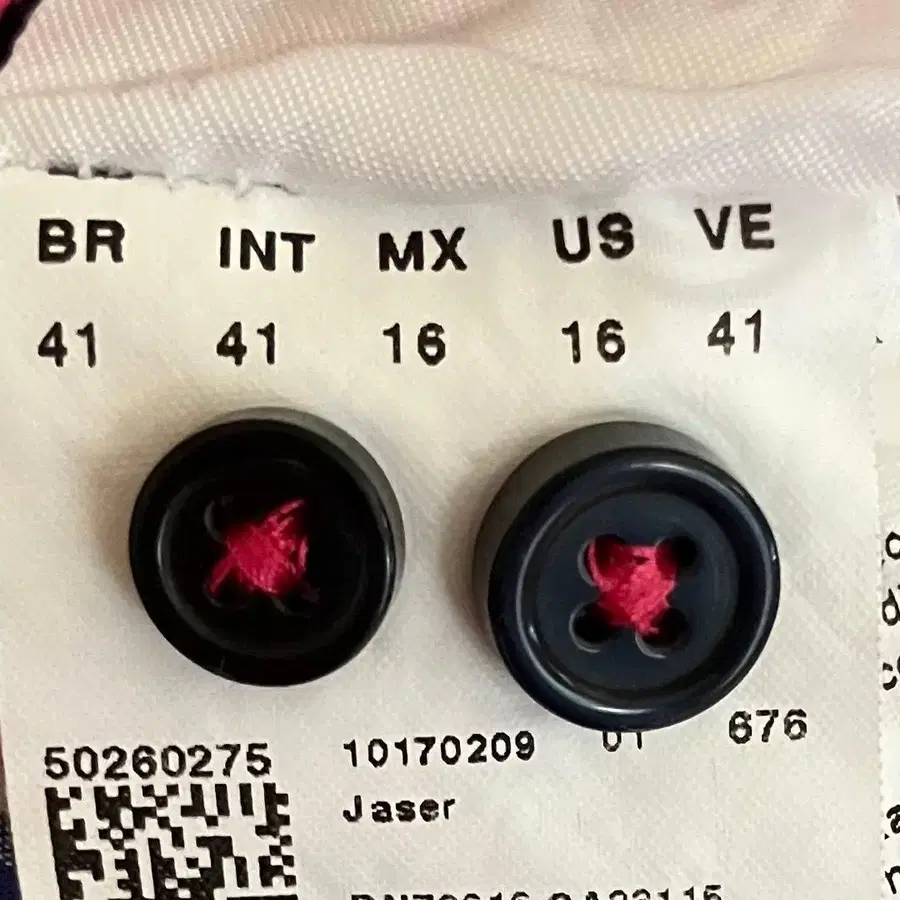 BR INT MX US VE
41 41 16 16 41
50260275 10170209 01 676
Jaser